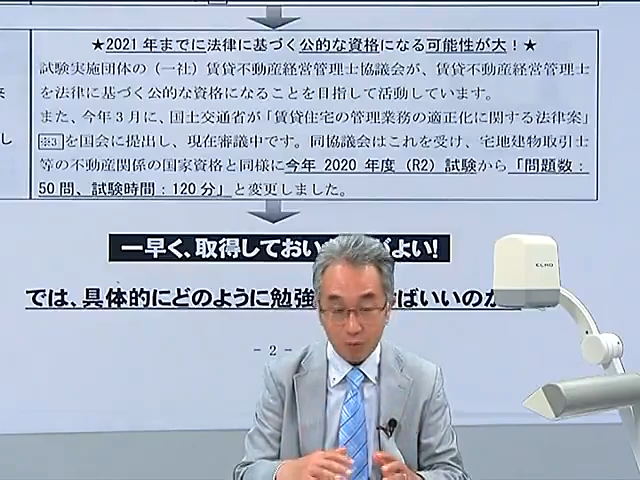 ★2021年までに法律に基づく公的な資格になる可能性が大！★
試験実施団体の（一社）賃貸不動産経営管理士協議会が、賃貸不動産経営管理士
を法律に基づく公的な資格になることを目指して活動しています。
また、今年3月に、国土交通省が「賃貸住宅の管理業務の適正化に関する法律案」
※3を国会に提出し、現在審議中です。同協議会はこれを受け、宅地建物取引士
し
等の不動産関係の国家資格と同様に今年2020年度（R2）試験から「問題数：
50問、試験時間：120分」と変更しました。
一早く、取得しておい がよい!
では、具体的にどのように勉強 ばいいのか
- 2 -
ELMO